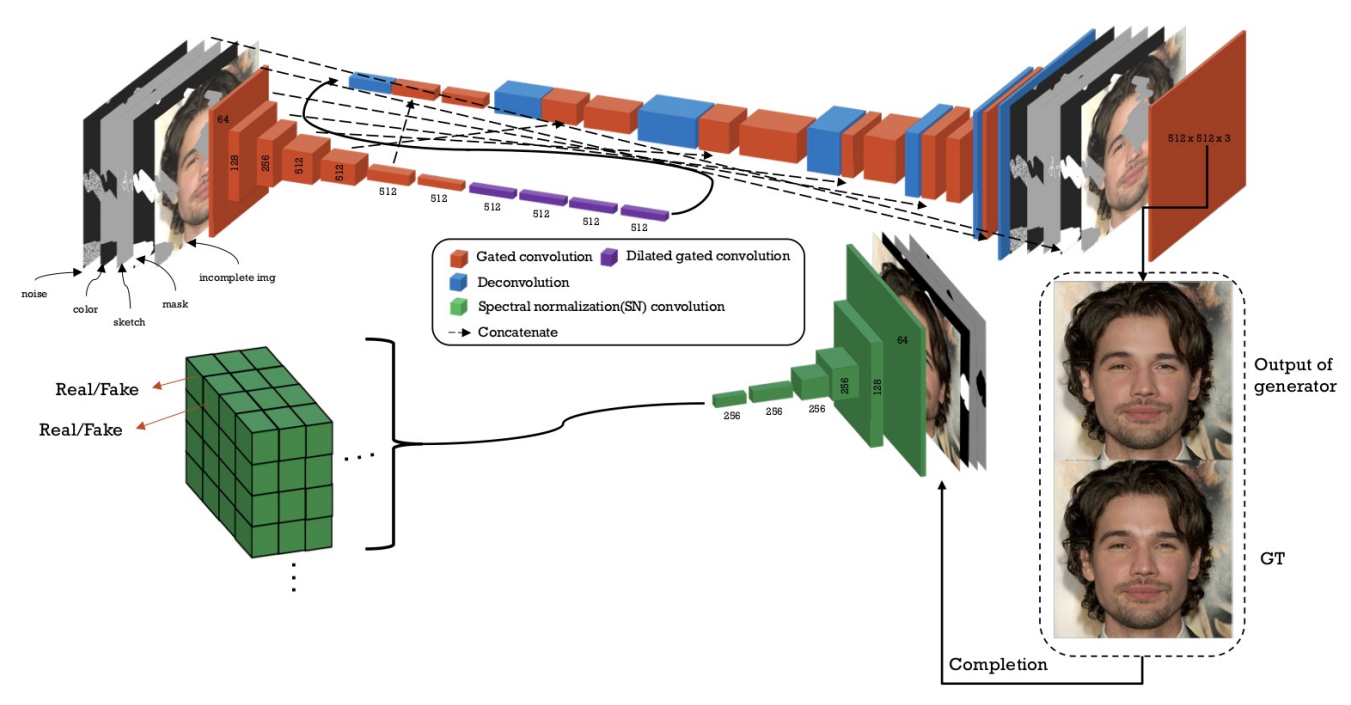 64
128
256
512
512
512
512
512
512
512
512
512 x 512 x 3
noise
color
sketch
mask
incomplete img
Gated convolution
Dilated gated convolution
Deconvolution
Spectral normalization(SN) convolution
Concatenate
Real/Fake
Real/Fake
256
256
256
256
128
64
Output of
generator
GT
Completion